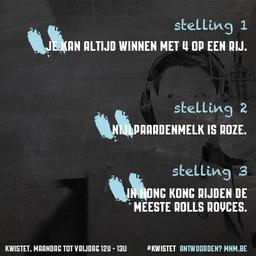 stelling 1
JE KAN ALTIJD WINNEN MET 4 OP EEN RIJ.
stelling 2
NIJLPAARDENMELK IS ROZE.
stelling 3
IN HONG KONG RIJDEN DE
MEESTE ROLLS ROYCES.
KWISTET, MAANDAG TOT VRIJDAG 12U - 13U #KWISTET ANTWOORDEN? MNM.BE